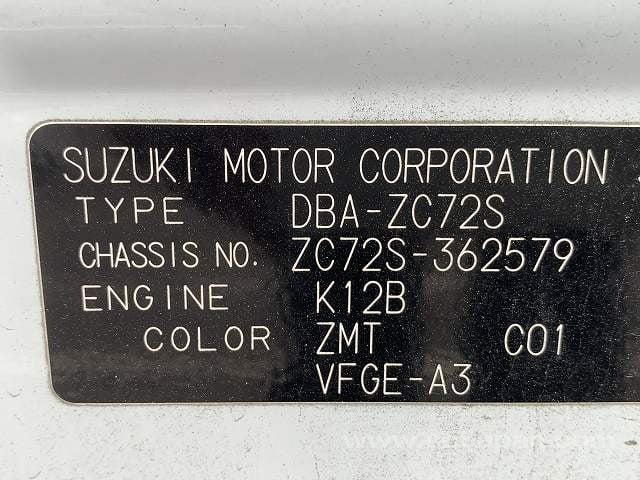 SUZUKI MOTOR CORPORATION
TYPE DBA-ZC72S
CHASSIS NO. ZC72S-362579
ENGINE K12B
COLOR ZMT C01
VFGE-A3